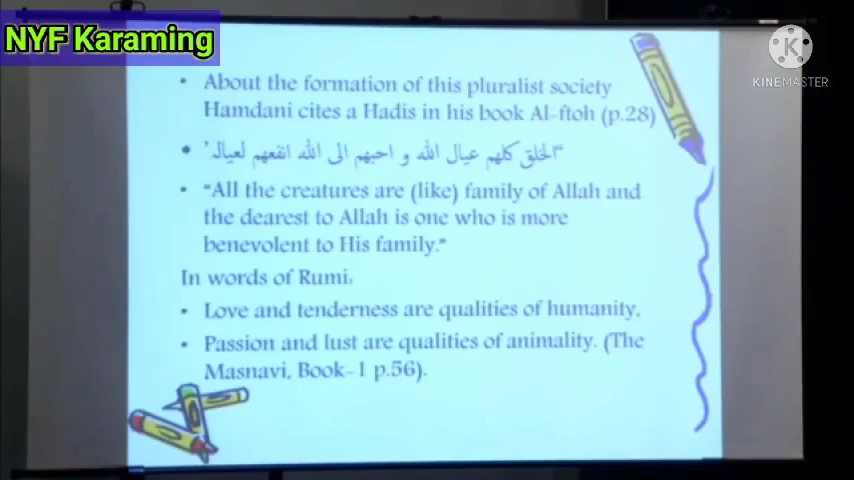 NYF Karaming
KINEMASTER
• About the formation of this pluralist society
Hamdani cites a Hadis in his book Al-ftoh (p.28)
• "الخلق كلهم عيال الله و احبهم الى الله انفعهم لعياله'
• "All the creatures are (like) family of Allah and
the dearest to Allah is one who is more
benevolent to His family."
In words of Rumi,
• Love and tenderness are qualities of humanity,
• Passion and lust are qualities of animality. (The
Masnavi, Book-1 p.56).